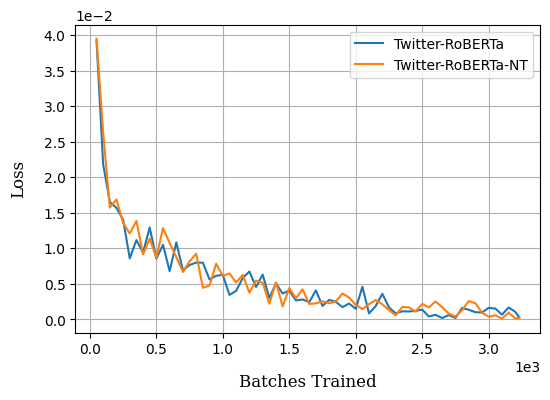 1e−2
4.0
3.5
3.0
2.5
2.0
1.5
1.0
0.5
0.0
Loss
Twitter-RoBERTa
Twitter-RoBERTa-NT
0.0 0.5 1.0 1.5 2.0 2.5 3.0
1e3
Batches Trained